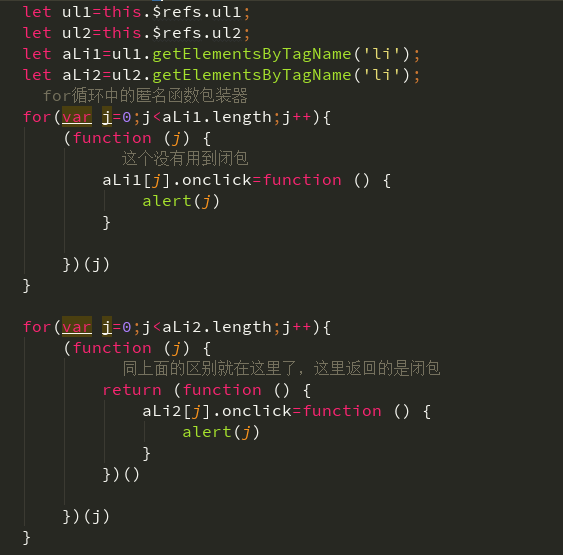 let ul1=this.$refs.ul1;
let ul2=this.$refs.ul2;
let aLi1=ul1.getElementsByTagName('li');
let aLi2=ul2.getElementsByTagName('li');
for循环中的匿名函数包装器
for(var j=0;j<aLi1.length;j++){
(function (j) {
这个没有用到闭包
aLi1[j].onclick=function () {
alert(j)
}
})(j)
}
for(var j=0;j<aLi2.length;j++){
(function (j) {
同上面的区别就在这里了，这里返回的是闭包
return (function () {
aLi2[j].onclick=function () {
alert(j)
}
})()
})(j)
}